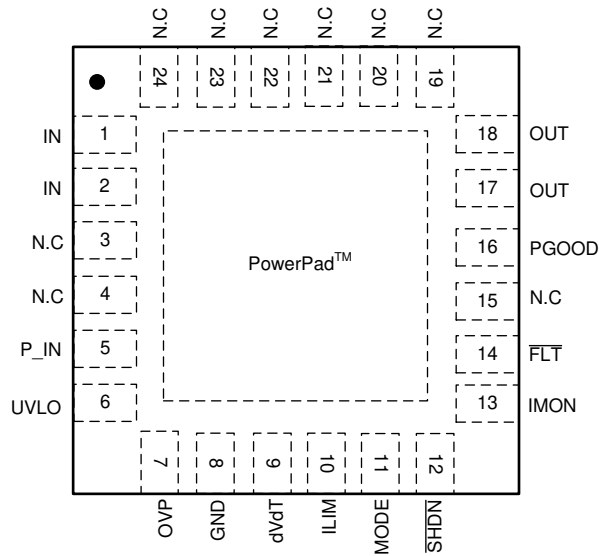 N.C N.C N.C N.C N.C N.C
24 23 22 21 20 19
IN 1
IN 2
N.C 3
N.C 4
P_IN 5
UVLO 6
PowerPad™
18 OUT
17 OUT
16 PGOOD
15 N.C
14 FLT
13 IMON
7 8 9 10 11 12
OVP GND dVdT ILIM MODE SHDN